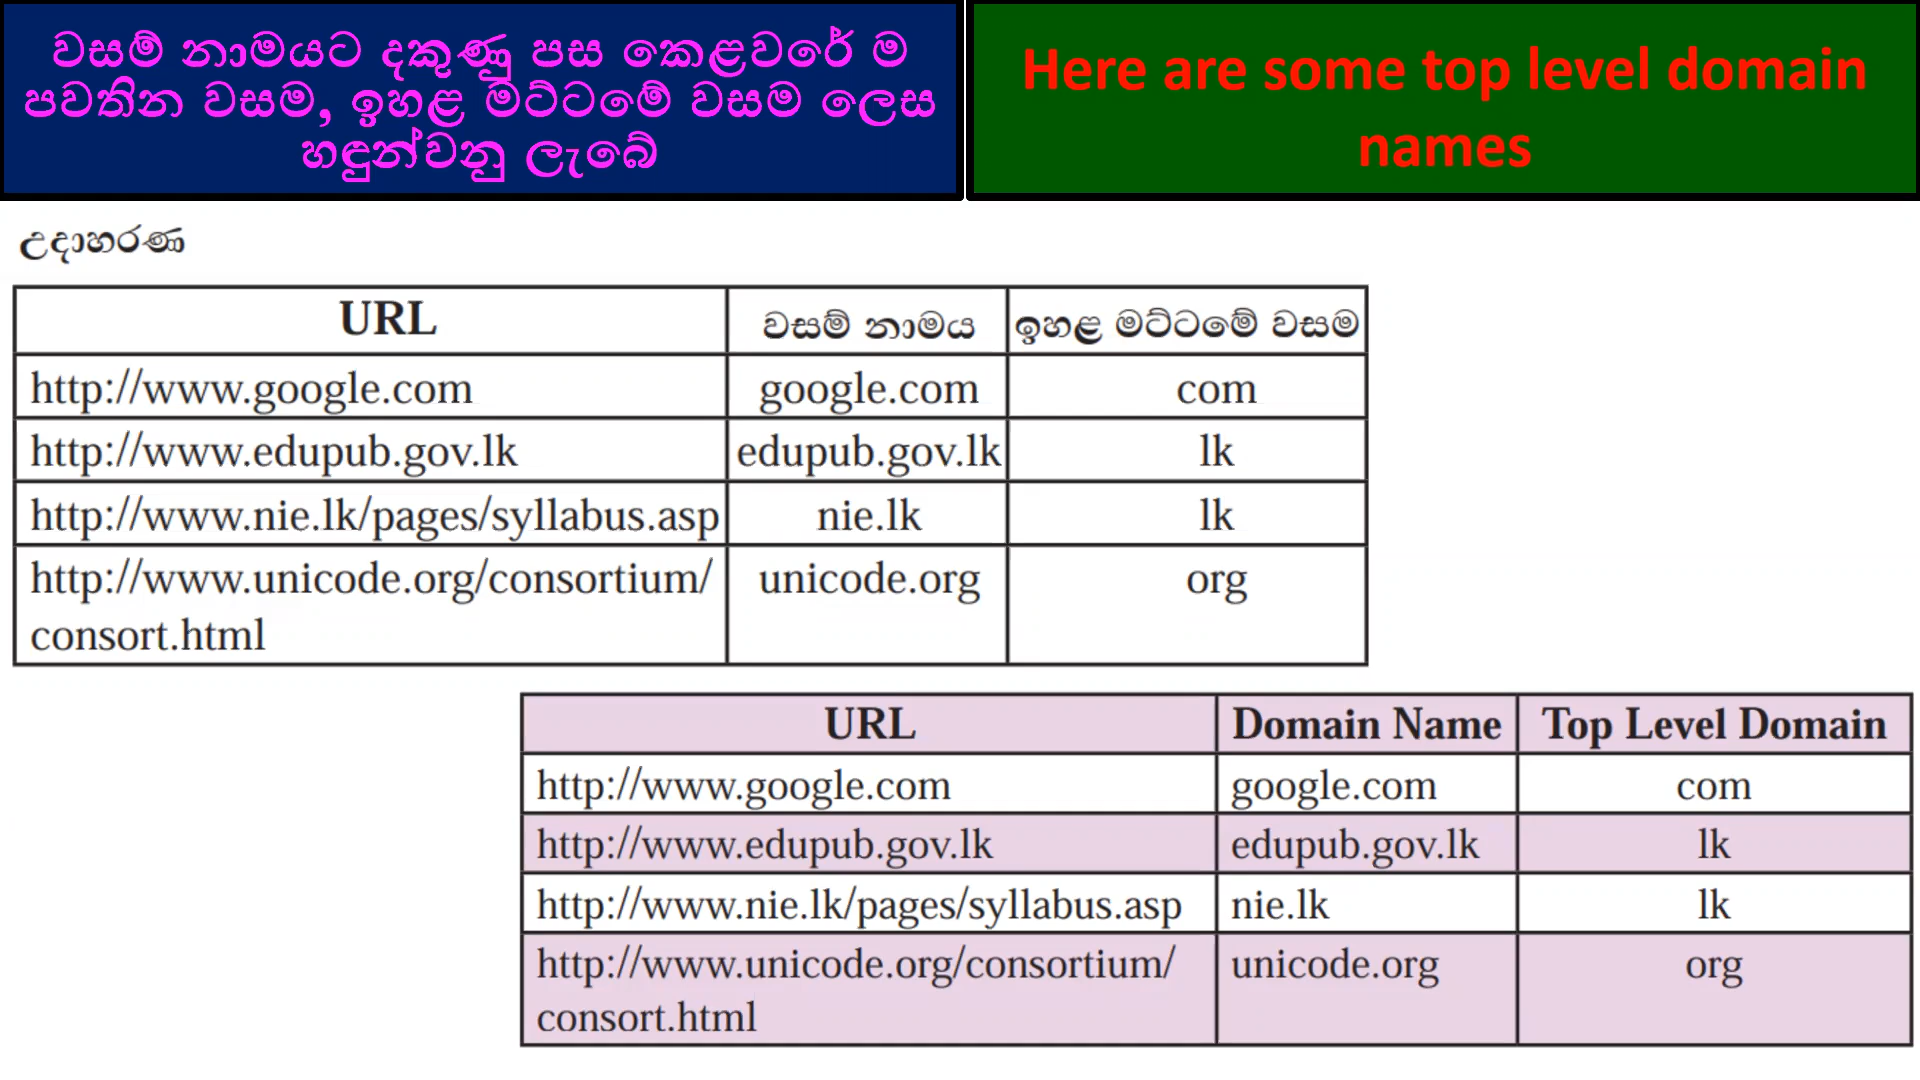 වසම් නාමයට දකුණු පස කෙළවරේ ම
පවතින වසම, ඉහළ මට්ටමේ වසම ලෙස
හඳුන්වනු ලැබේ
Here are some top level domain
names
උදාහරණ
URL වසම් නාමය ඉහළ මට්ටමේ වසම
http://www.google.com google.com com
http://www.edupub.gov.lk edupub.gov.lk lk
http://www.nie.lk/pages/syllabus.asp nie.lk lk
http://www.unicode.org/consortium/ unicode.org org
consort.html
URL Domain Name Top Level Domain
http://www.google.com google.com com
http://www.edupub.gov.lk edupub.gov.lk lk
http://www.nie.lk/pages/syllabus.asp nie.lk lk
http://www.unicode.org/consortium/ unicode.org org
consort.html